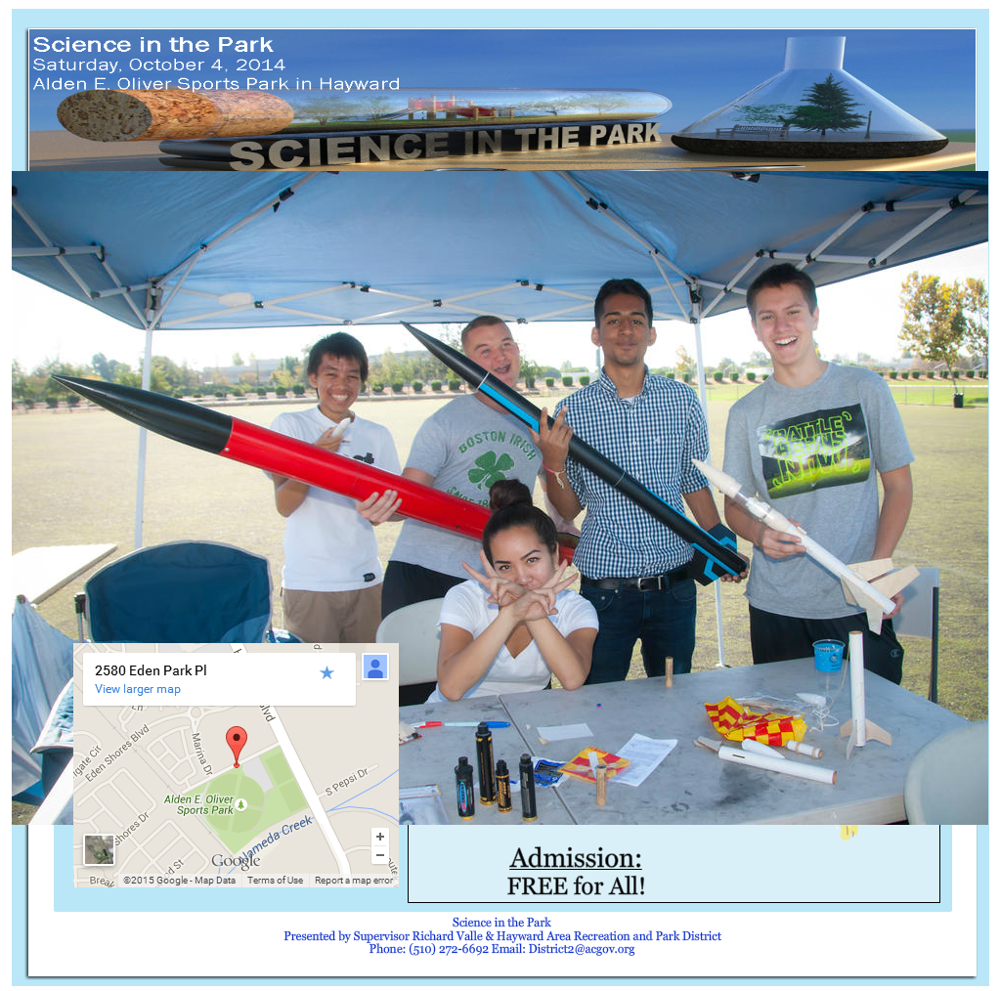 Science in the Park
Saturday, October 4, 2014
Alden E. Oliver Sports Park in Hayward
SCIENCE IN THE PARK
BOSTON IRISH
2580 Eden Park Pl
View larger map
Blvd
Eden Shores Blvd
Marina Dr
S Pepsi Dr
Alden E. Oliver
Sports Park
Shores Dr
Alameda Creek
Google
©2015 Google - Map Data
Terms of Use
Report a map error
Admission:
FREE for All!
Science in the Park
Presented by Supervisor Richard Valle & Hayward Area Recreation and Park District
Phone: (510) 272-6692 Email: District2@acgov.org